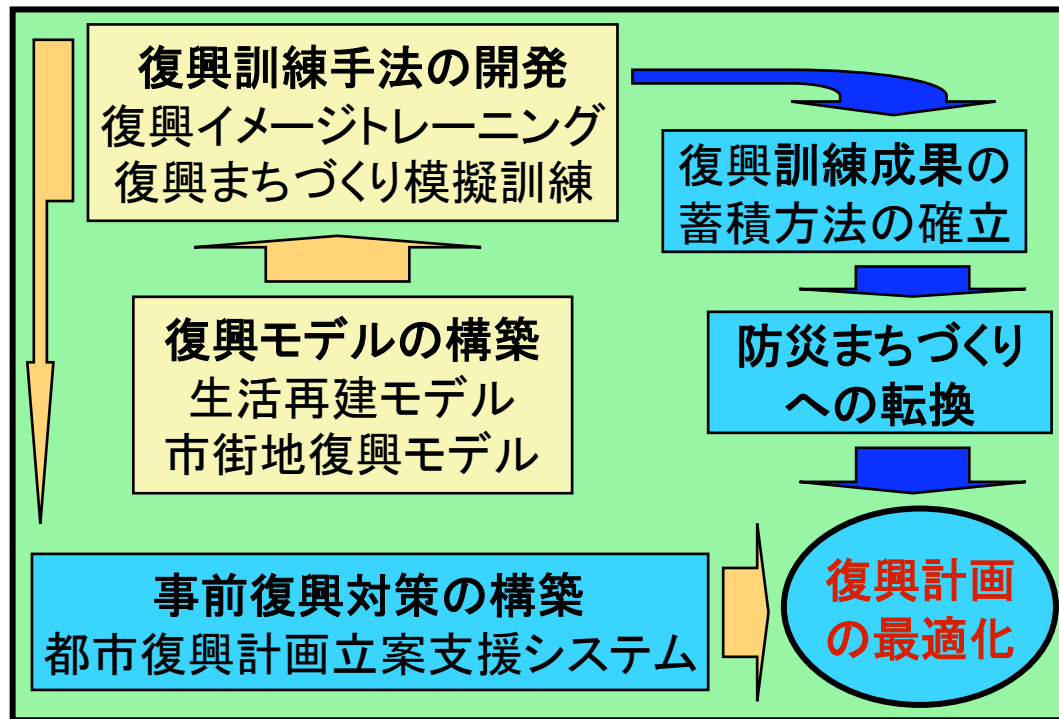 復興訓練手法の開発
復興イメージトレーニング
復興まちづくり模擬訓練
復興訓練成果の
蓄積方法の確立
復興モデルの構築
生活再建モデル
市街地復興モデル
防災まちづくり
への転換
事前復興対策の構築
都市復興計画立案支援システム
復興計画
の最適化